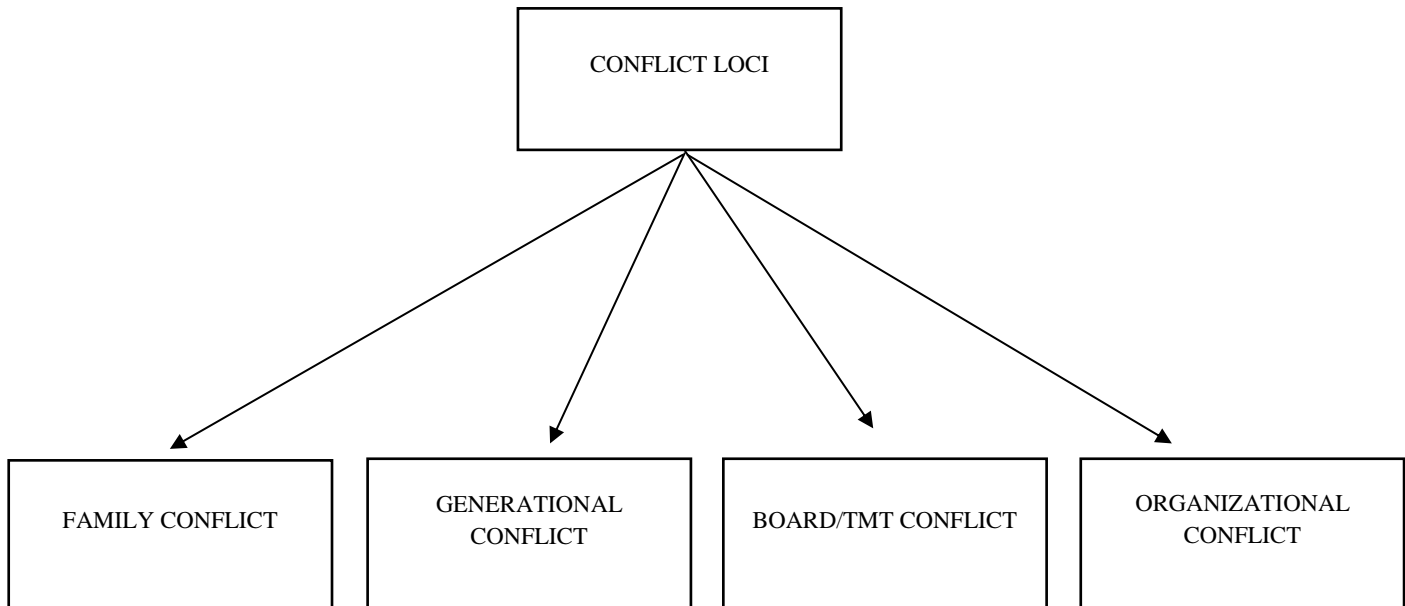 CONFLICT LOCI
FAMILY CONFLICT
GENERATIONAL
CONFLICT
BOARD/TMT CONFLICT
ORGANIZATIONAL
CONFLICT